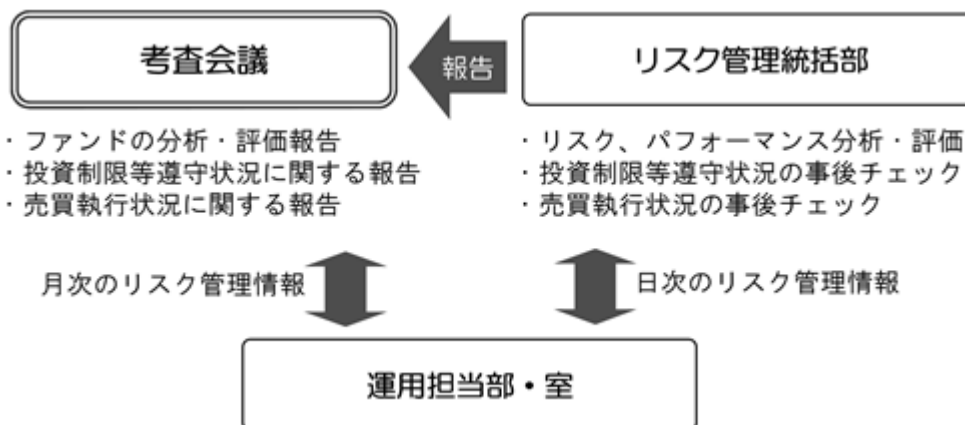 考査会議
報告
リスク管理統括部
・ファンドの分析・評価報告
・投資制限等遵守状況に関する報告
・売買執行状況に関する報告
・リスク、パフォーマンス分析・評価
・投資制限等遵守状況の事後チェック
・売買執行状況の事後チェック
月次のリスク管理情報
日次のリスク管理情報
運用担当部・室